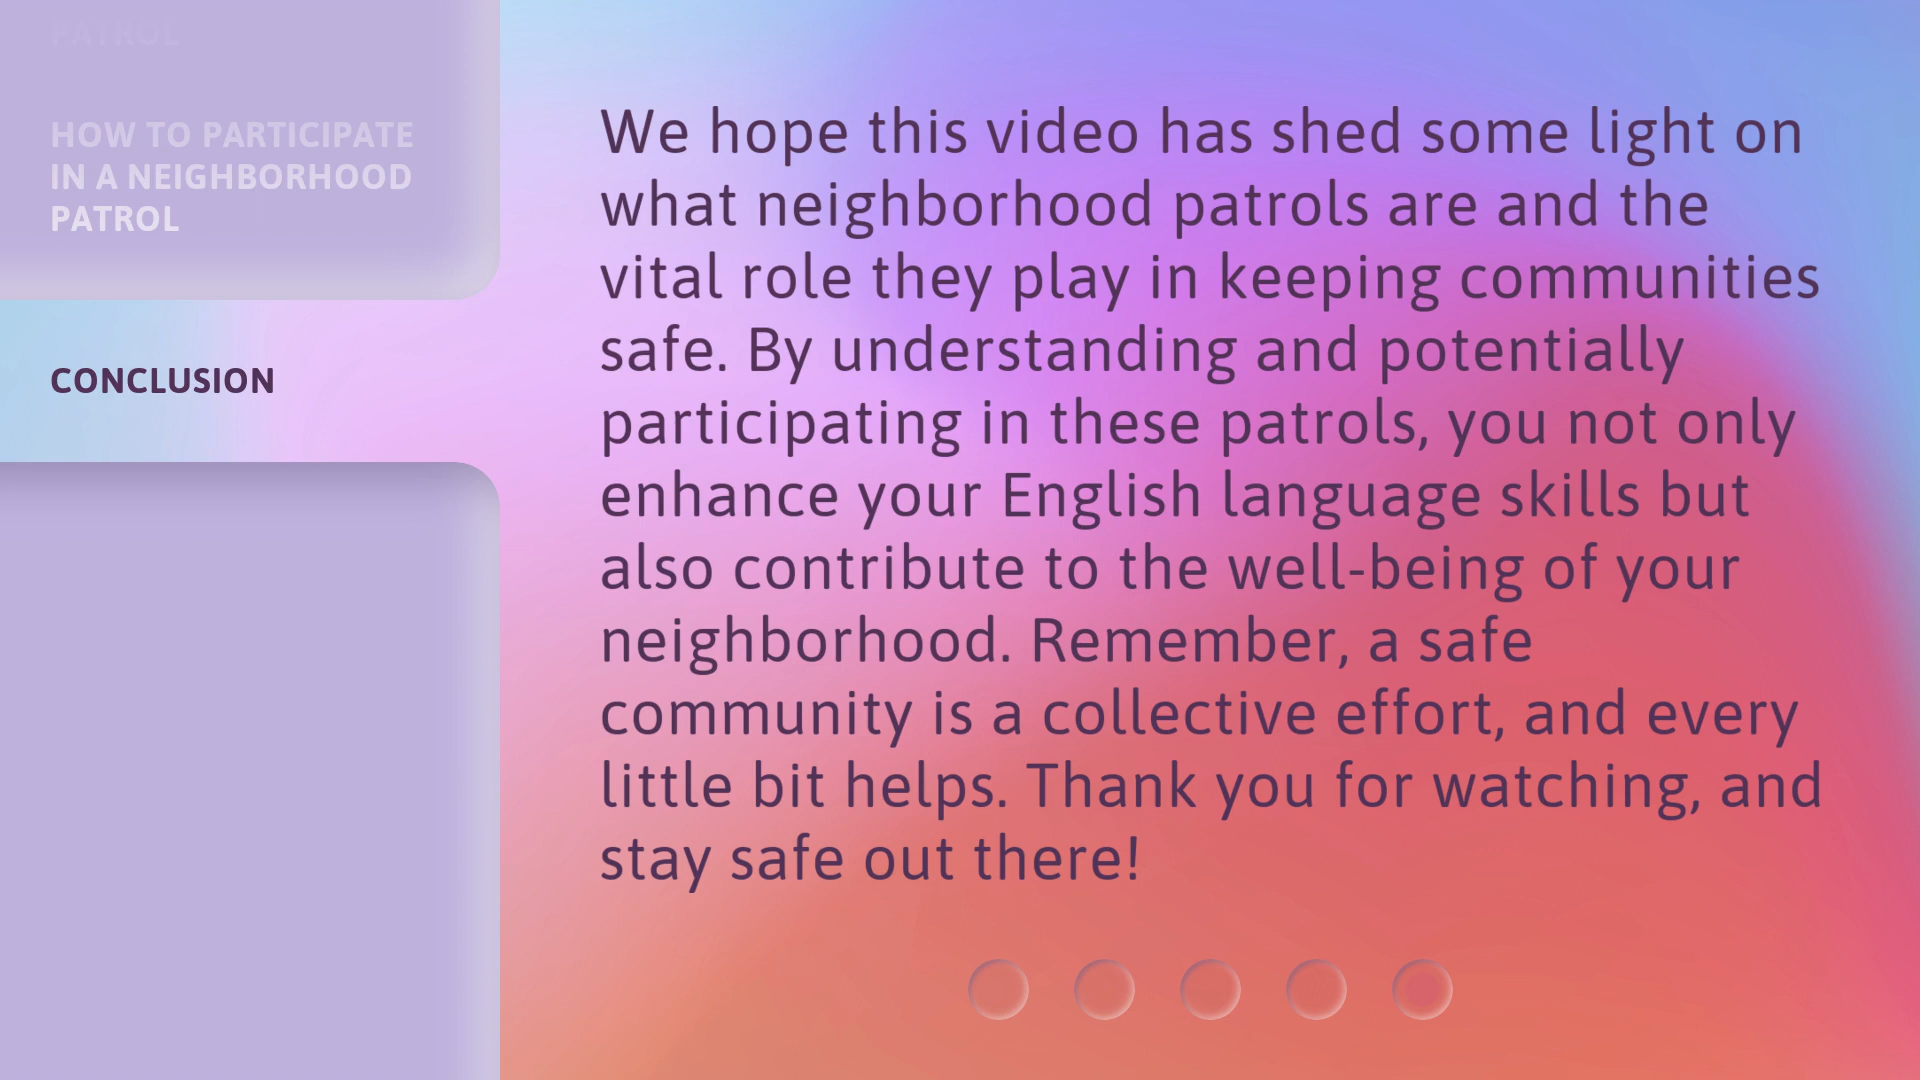 PATROL
HOW TO PARTICIPATE
IN A NEIGHBORHOOD
PATROL
CONCLUSION
We hope this video has shed some light on
what neighborhood patrols are and the
vital role they play in keeping communities
safe. By understanding and potentially
participating in these patrols, you not only
enhance your English language skills but
also contribute to the well-being of your
neighborhood. Remember, a safe
community is a collective effort, and every
little bit helps. Thank you for watching, and
stay safe out there!